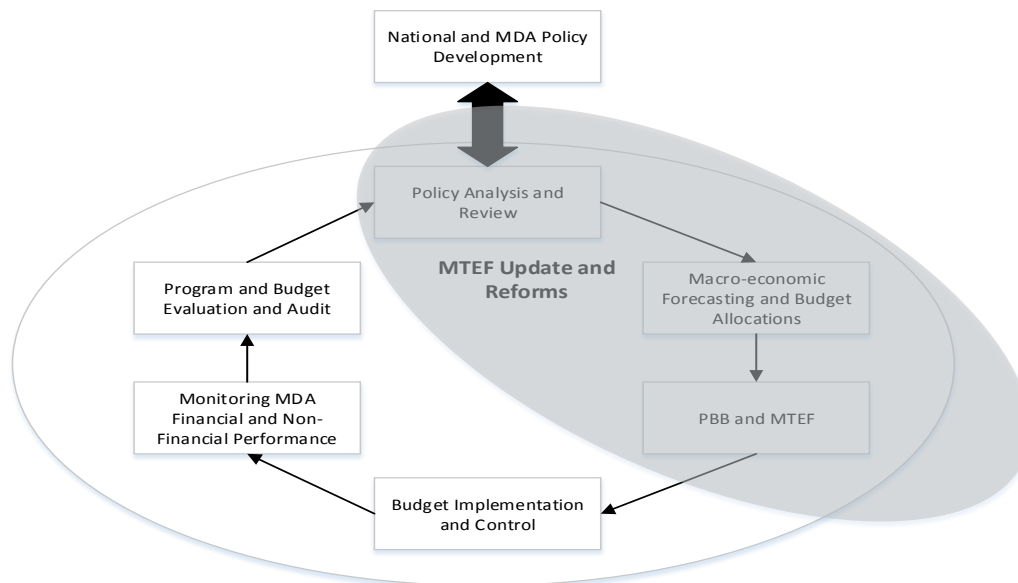 National and MDA Policy
Development
Policy Analysis and
Review
MTEF Update and
Reforms
Macro-economic
Forecasting and Budget
Allocations
Program and Budget
Evaluation and Audit
Monitoring MDA
Financial and Non-
Financial Performance
PBB and MTEF
Budget Implementation
and Control